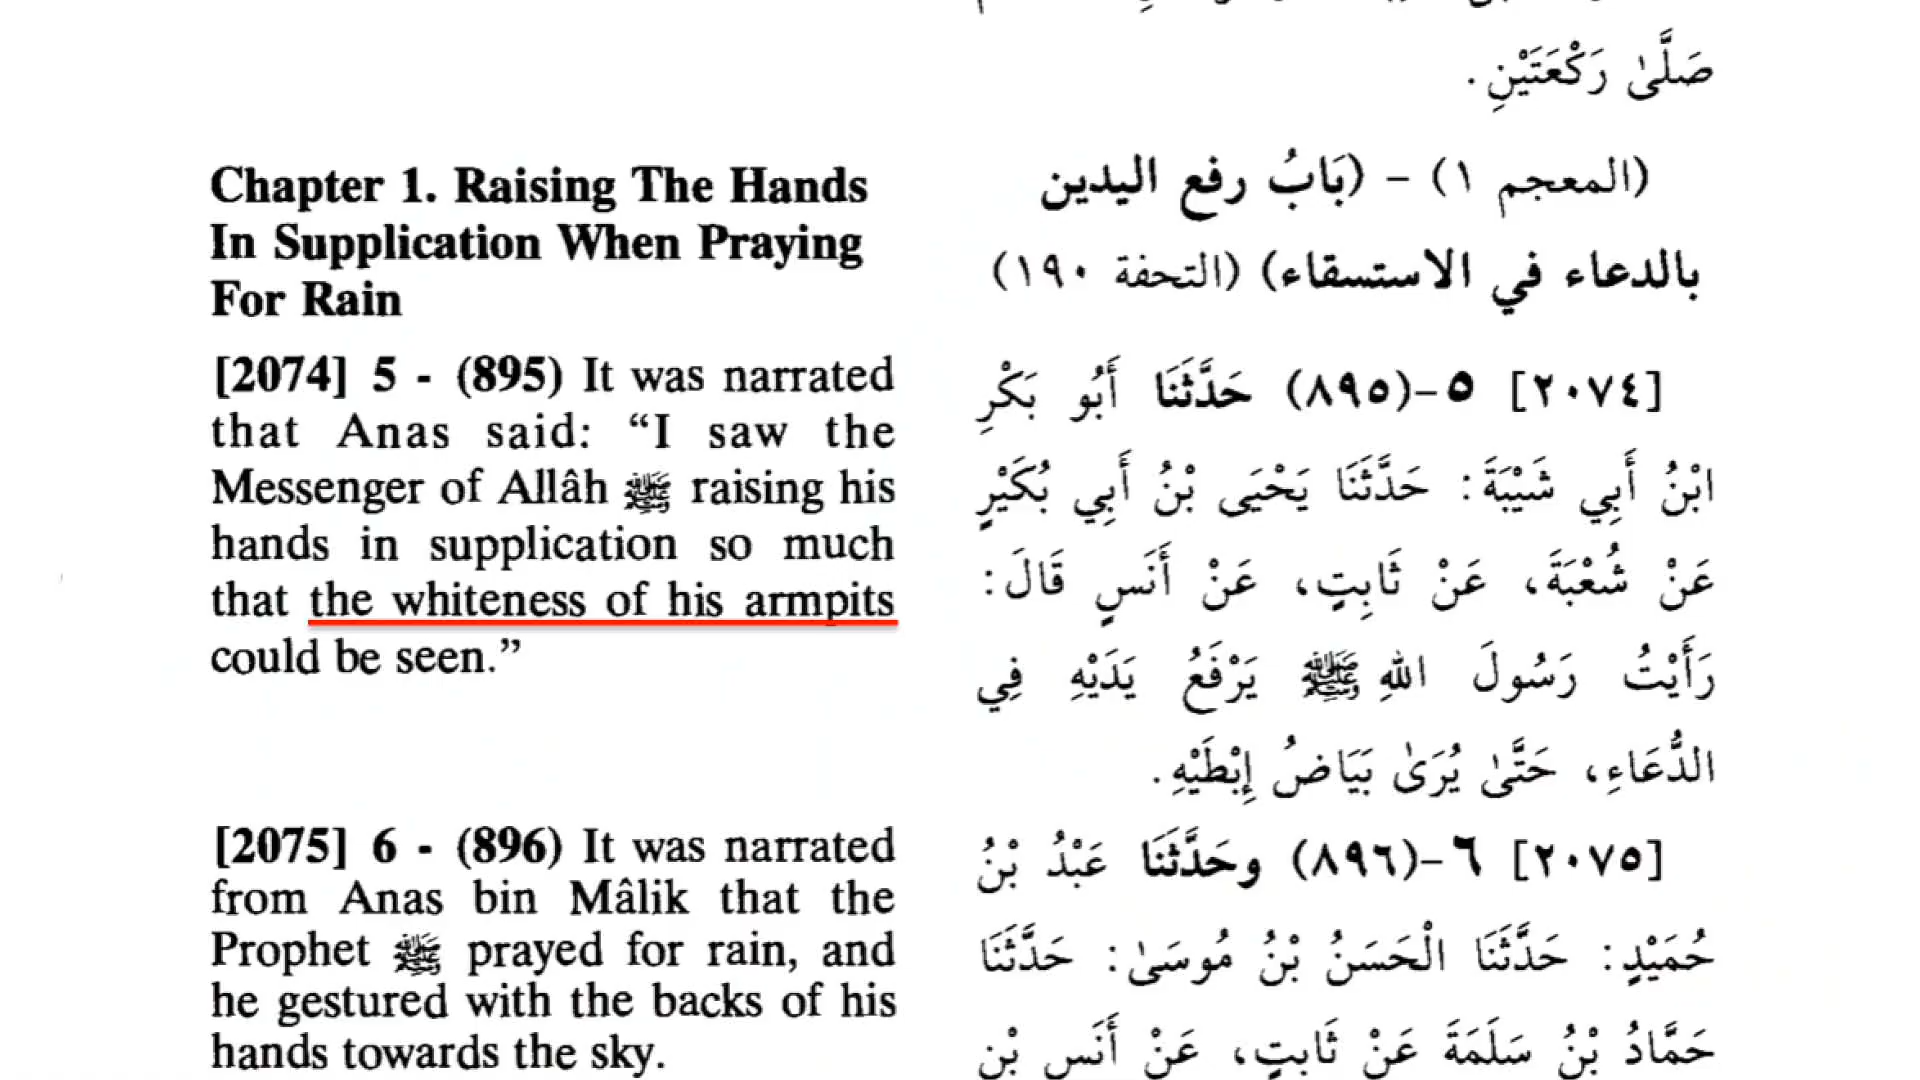 Chapter 1. Raising The Hands
In Supplication When Praying
For Rain
[2074] 5 - (895) It was narrated
that Anas said: “I saw the
Messenger of Allâh ﷺ raising his
hands in supplication so much
that the whiteness of his armpits
could be seen.”
[2075] 6 - (896) It was narrated
from Anas bin Mâlik that the
Prophet ﷺ prayed for rain, and
he gestured with the backs of his
hands towards the sky.
صَلَّىٰ رَكْعَتَيْنِ.
(المعجم ١) - (بَابُ رفع اليدين
بالدعاء في الاستسقاء) (التحفة ١٩٠)
[٢٠٧٤] ٥-(٨٩٥) حَدَّثَنَا أَبُو بَكْرِ
ابْنُ أَبِي شَيْبَةَ: حَدَّثَنَا يَحْيَى بْنُ أَبِي بُكَيْرٍ
عَنْ شُعْبَةَ، عَنْ ثَابِتٍ، عَنْ أَنَسٍ قَالَ:
رَأَيْتُ رَسُولَ اللهِ ﷺ يَرْفَعُ يَدَيْهِ فِي
الدُّعَاءِ، حَتَّىٰ يُرَىٰ بَيَاضُ إِبْطَيْهِ.
[٢٠٧٥] ٦-(٨٩٦) وحَدَّثَنَا عَبْدُ بْنُ
حُمَيْدٍ: حَدَّثَنَا الْحَسَنُ بْنُ مُوسَىٰ: حَدَّثَنَا
حَمَّادُ بْنُ سَلَمَةَ عَنْ ثَابِتٍ، عَنْ أَنَسِ بْنِ